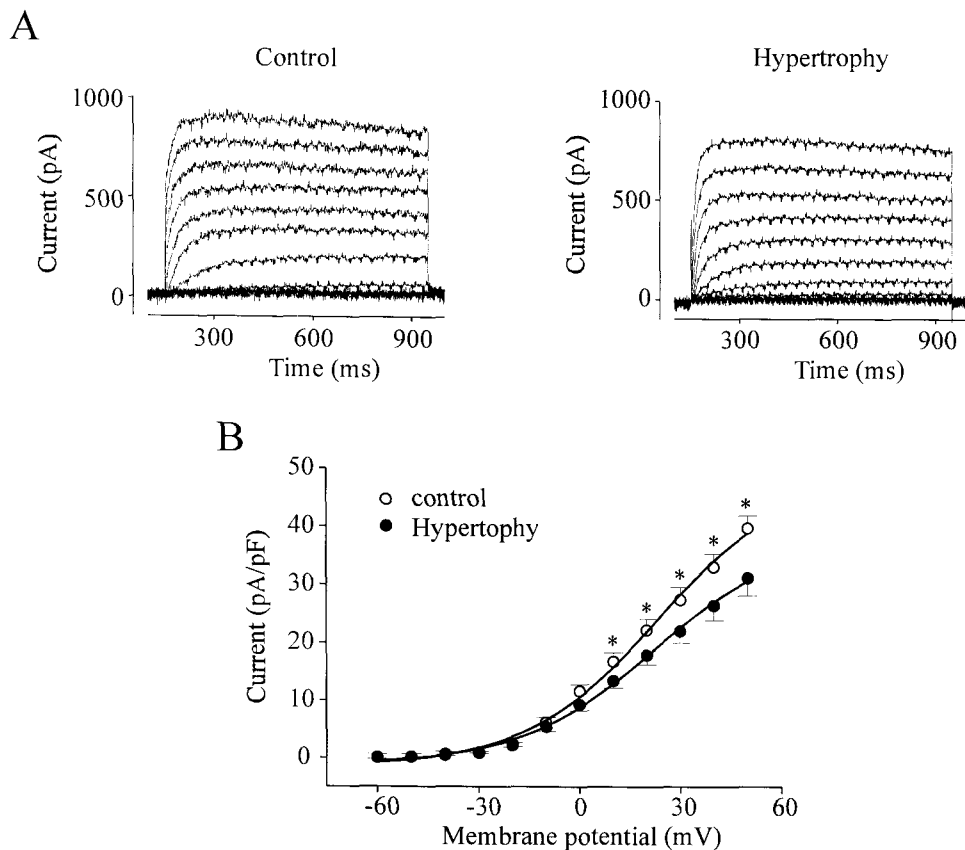 A
Control
Hypertrophy
Current (pA)
1000
500
0
300 600 900
Time (ms)
Current (pA)
1000
500
0
300 600 900
Time (ms)
B
Current (pA/pF)
50
40
30
20
10
0
control
Hypertophy
* * * * *
-60 -30 0 30 60
Membrane potential (mV)